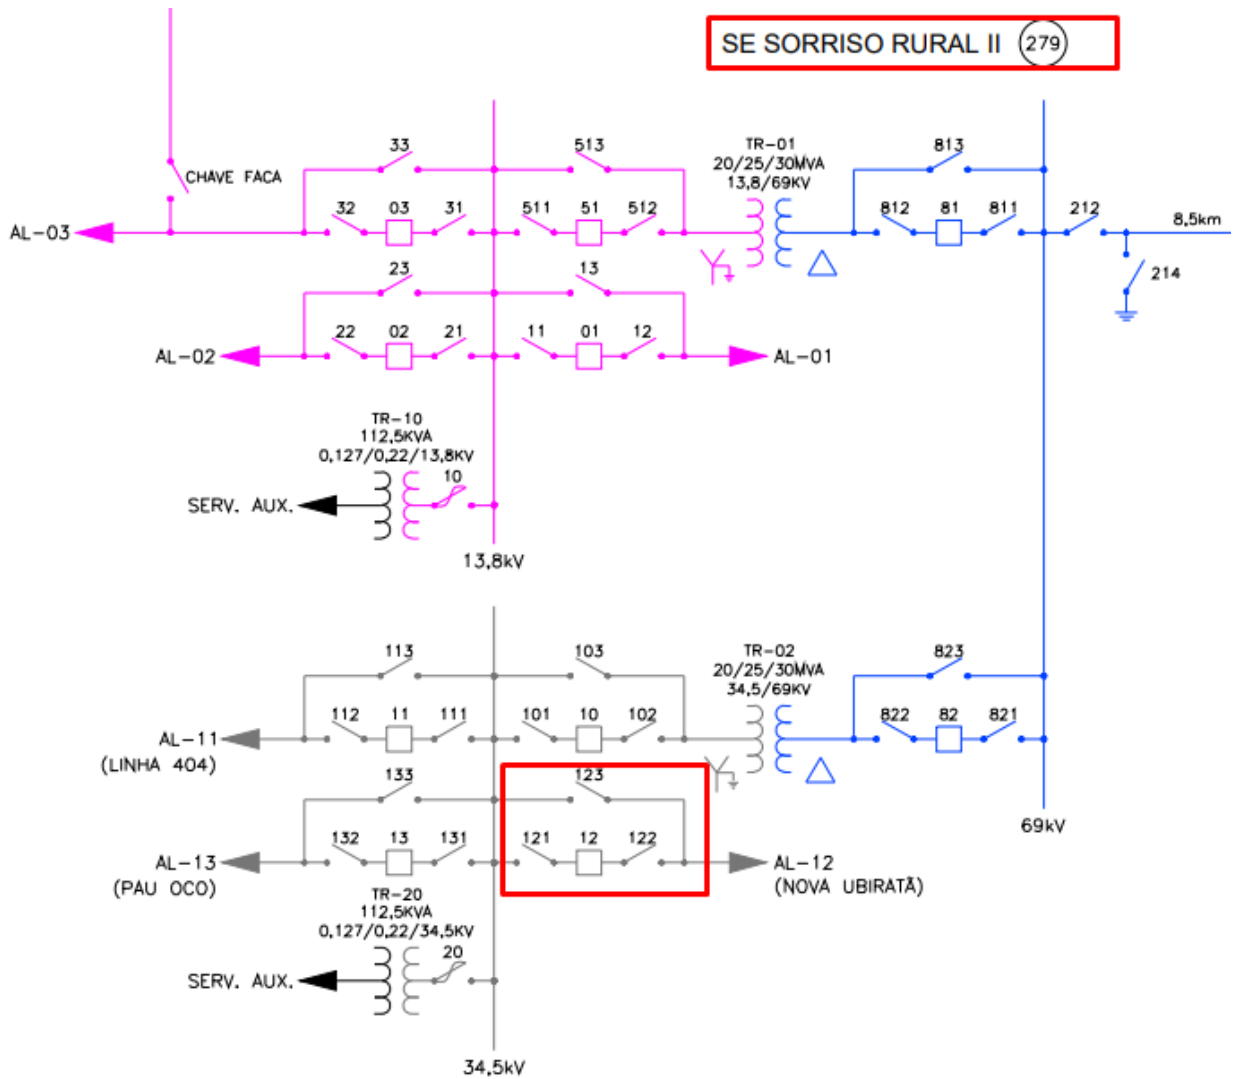 SE SORRISO RURAL II 279
33
513
TR-01
20/25/30MVA
13,8/69KV
813
CHAVE FACA
32 03 31
511 51 512
812 81 811
212
8,5km
AL-03
23
13
214
22 02 21
11 01 12
AL-02
AL-01
TR-10
112,5KVA
0,127/0,22/13,8KV
10
SERV. AUX.
13,8kV
113
103
TR-02
20/25/30MVA
34,5/69KV
823
112 11 111
101 10 102
822 82 821
AL-11
(LINHA 404)
133
123
132 13 131
121 12 122
69kV
AL-13
(PAU OCO)
AL-12
(NOVA UBIRATÃ)
TR-20
112,5KVA
0,127/0,22/34,5KV
20
SERV. AUX.
34,5kV